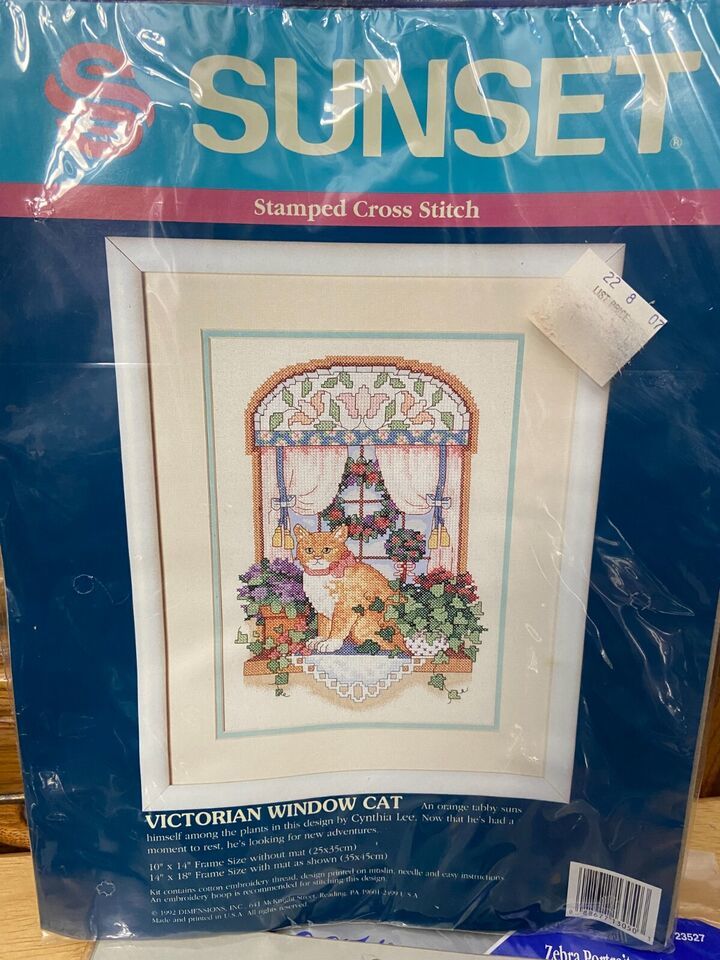 SUNSET®
Stamped Cross Stitch
22 8 07
LIST PRICE
VICTORIAN WINDOW CAT An orange tabby suns
himself among the plants in this design by Cynthia Lee. Now that he's had a
moment to rest, he's looking for new adventures.
10" x 14" Frame Size without mat (25x35cm)
14" x 18" Frame Size with mat as shown (35x45cm)
Kit contains cotton embroidery thread, design printed on muslin, needle and easy instructions.
An embroidery hoop is recommended for stitching this design.
© 1992 DIMENSIONS, INC. 641 McKnight Street, Reading, PA 19601-2499 U S A
Made and printed in U.S.A. All rights reserved
23527
Zebra Portrait